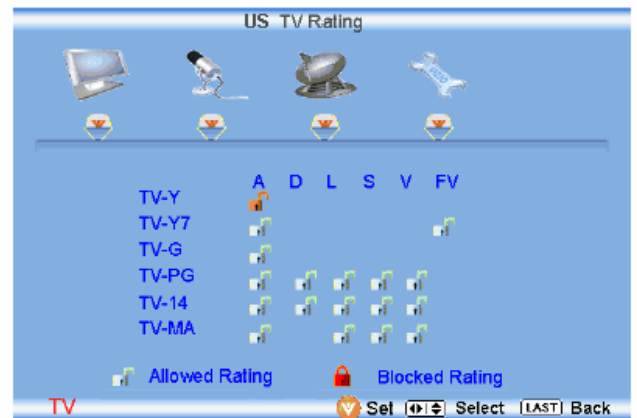 US TV Rating
A D L S V FV
TV-Y
TV-Y7
TV-G
TV-PG
TV-14
TV-MA
Allowed Rating Blocked Rating
TV Set Select LAST Back